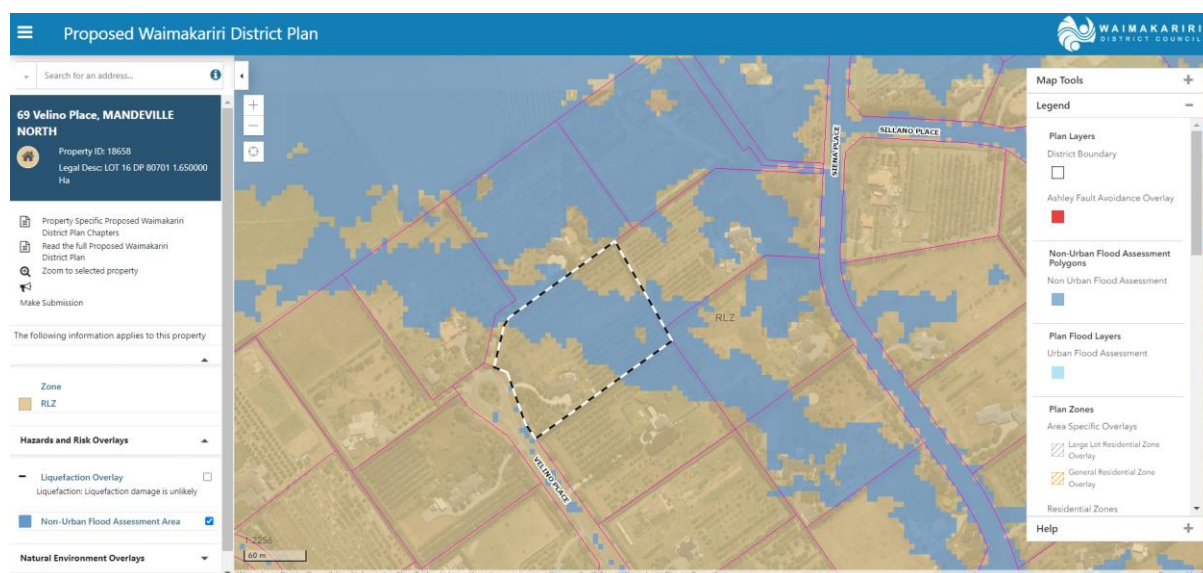 Proposed Waimakariri District Plan
WAIMAKARIRI
DISTRICT COUNCIL
Search for an address...
69 Velino Place, MANDEVILLE
NORTH
Property ID: 18658
Legal Desc: LOT 16 DP 80701 1.650000
Ha
Property Specific Proposed Waimakariri
District Plan Chapters
Read the full Proposed Waimakariri
District Plan
Zoom to selected property
Make Submission
The following information applies to this property
Zone
RLZ
Hazards and Risk Overlays
Liquefaction Overlay
Liquefaction: Liquefaction damage is unlikely
Non-Urban Flood Assessment Area
Natural Environment Overlays
SIENA PLACE
SILLANO PLACE
RLZ
VELINO PLACE
1:2256
60 m
Map Tools
Legend
Plan Layers
District Boundary
Ashley Fault Avoidance Overlay
Non-Urban Flood Assessment
Polygons
Non Urban Flood Assessment
Plan Flood Layers
Urban Flood Assessment
Plan Zones
Area Specific Overlays
Large Lot Residential Zone
Overlay
General Residential Zone
Overlay
Residential Zones
Help